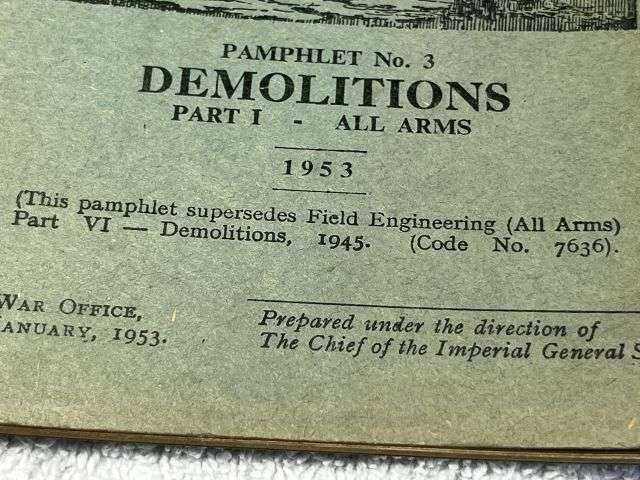 PAMPHLET No. 3
DEMOLITIONS
PART I - ALL ARMS
1953
(This pamphlet supersedes Field Engineering (All Arms)
Part VI — Demolitions, 1945. (Code No. 7636).
WAR OFFICE,
ANUARY, 1953.
Prepared under the direction of
The Chief of the Imperial General S